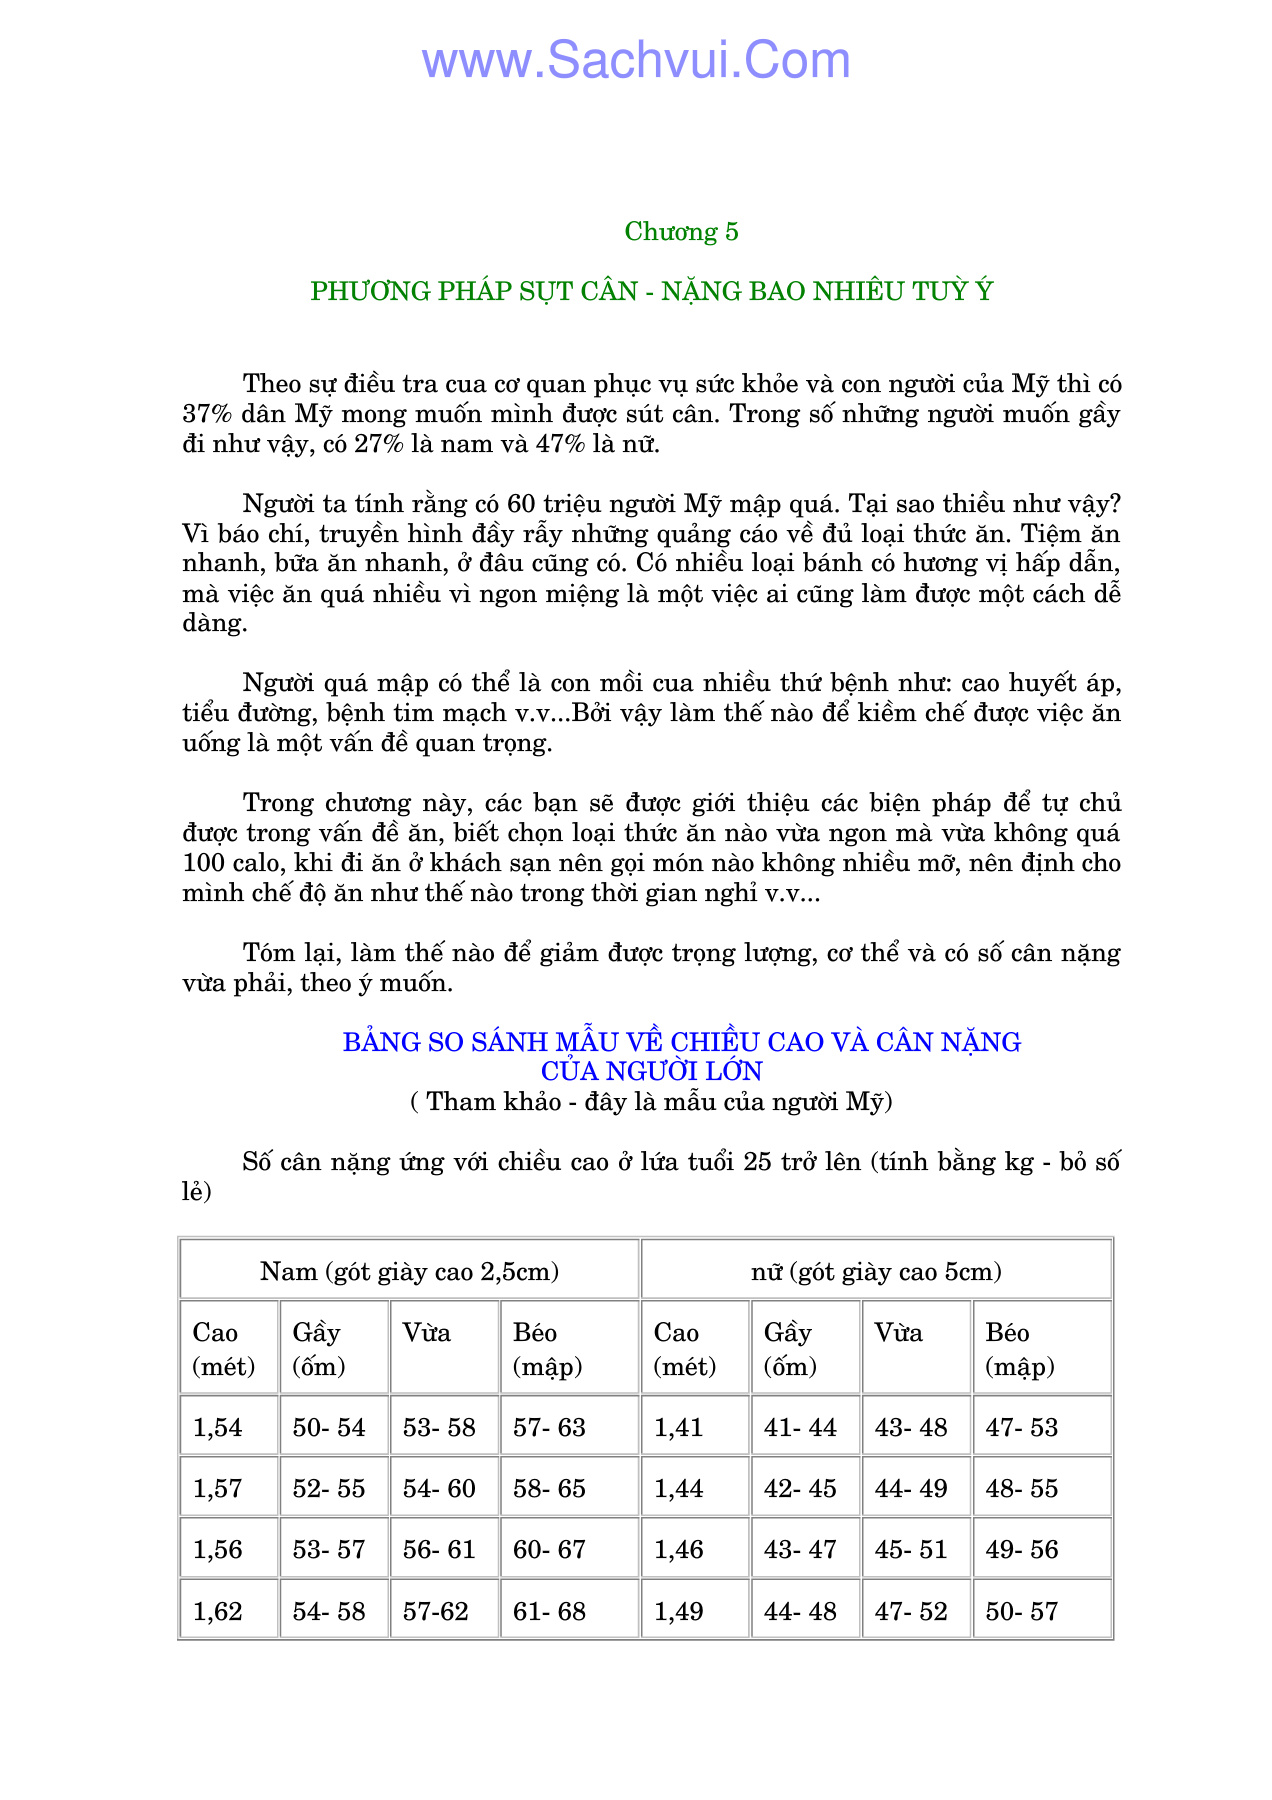 www.Sachvui.Com
Chương 5
PHƯƠNG PHÁP SỤT CÂN - NẶNG BAO NHIÊU TUỲ Ý
Theo sự điều tra cua cơ quan phục vụ sức khỏe và con người của Mỹ thì có
37% dân Mỹ mong muốn mình được sút cân. Trong số những người muốn gầy
đi như vậy, có 27% là nam và 47% là nữ.
Người ta tính rằng có 60 triệu người Mỹ mập quá. Tại sao thiều như vậy?
Vì báo chí, truyền hình đầy rẫy những quảng cáo về đủ loại thức ăn. Tiệm ăn
nhanh, bữa ăn nhanh, ở đâu cũng có. Có nhiều loại bánh có hương vị hấp dẫn,
mà việc ăn quá nhiều vì ngon miệng là một việc ai cũng làm được một cách dễ
dàng.
Người quá mập có thể là con mồi cua nhiều thứ bệnh như: cao huyết áp,
tiểu đường, bệnh tim mạch v.v...Bởi vậy làm thế nào để kiềm chế được việc ăn
uống là một vấn đề quan trọng.
Trong chương này, các bạn sẽ được giới thiệu các biện pháp để tự chủ
được trong vấn đề ăn, biết chọn loại thức ăn nào vừa ngon mà vừa không quá
100 calo, khi đi ăn ở khách sạn nên gọi món nào không nhiều mỡ, nên định cho
mình chế độ ăn như thế nào trong thời gian nghỉ v.v...
Tóm lại, làm thế nào để giảm được trọng lượng, cơ thể và có số cân nặng
vừa phải, theo ý muốn.
BẢNG SO SÁNH MẪU VỀ CHIỀU CAO VÀ CÂN NẶNG
CỦA NGƯỜI LỚN
( Tham khảo - đây là mẫu của người Mỹ)
Số cân nặng ứng với chiều cao ở lứa tuổi 25 trở lên (tính bằng kg - bỏ số
lẻ)
Nam (gót giày cao 2,5cm) nữ (gót giày cao 5cm)
Cao Gầy Vừa Béo Cao Gầy Vừa Béo
(mét) (ốm) (mập) (mét) (ốm) (mập)
1,54 50- 54 53- 58 57- 63 1,41 41- 44 43- 48 47- 53
1,57 52- 55 54- 60 58- 65 1,44 42- 45 44- 49 48- 55
1,56 53- 57 56- 61 60- 67 1,46 43- 47 45- 51 49- 56
1,62 54- 58 57-62 61- 68 1,49 44- 48 47- 52 50- 57